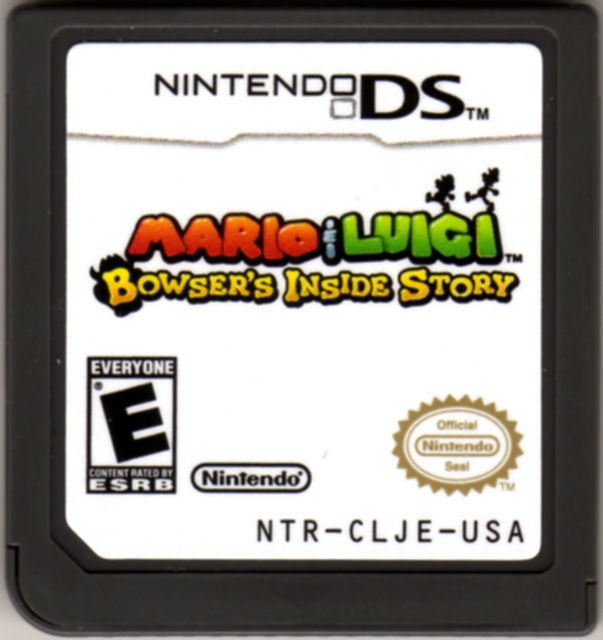 NINTENDO DS™
MARIO & LUIGI™
BOWSER'S INSIDE STORY
EVERYONE
E®
CONTENT RATED BY
ESRB
Nintendo®
Official
Nintendo
Seal
TM
NTR-CLJE-USA